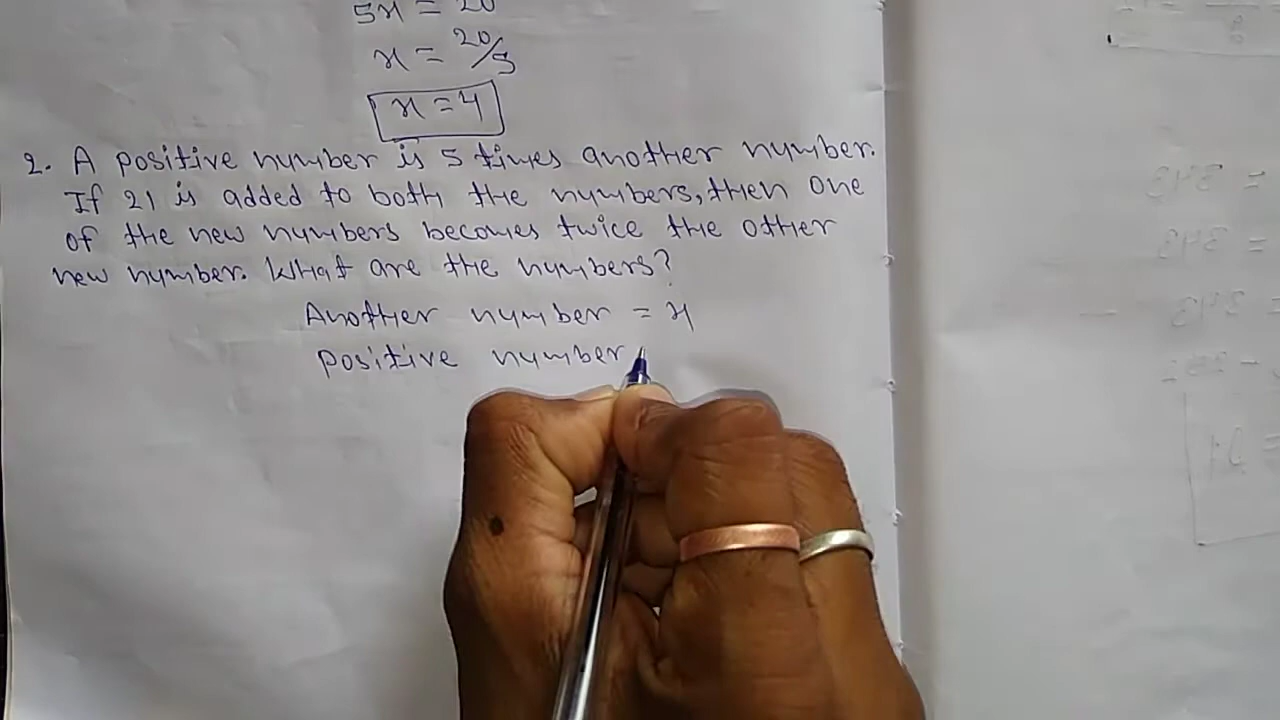 5x = 20
x = 20/5
x = 4
2. A positive number is 5 times another number.
If 21 is added to both the numbers, then one
of the new numbers becomes twice the other
new number. What are the numbers?
Another number = x
positive number